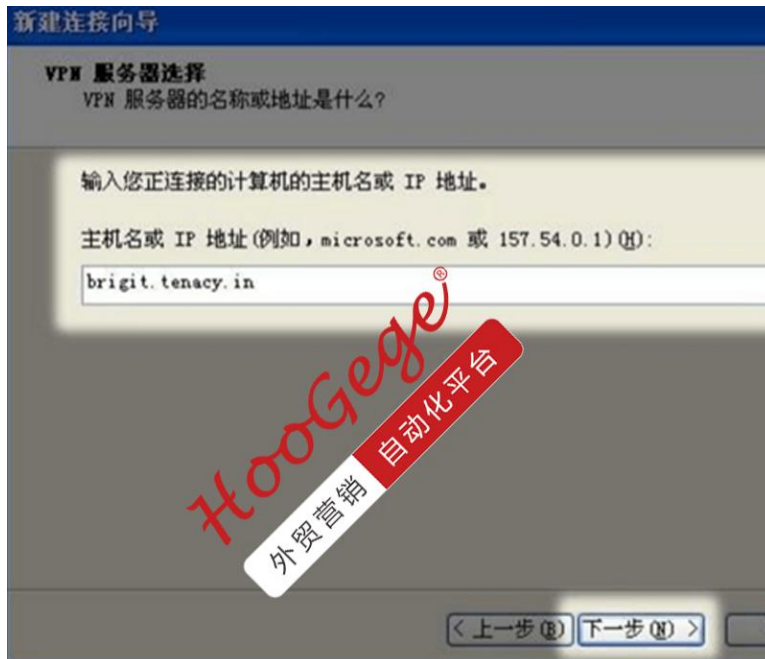 新建连接向导
VPN 服务器选择
VPN 服务器的名称或地址是什么?
输入您正连接的计算机的主机名或 IP 地址。
主机名或 IP 地址(例如，microsoft.com 或 157.54.0.1)(H):
brigit.tenacy.in
HooGege®
外贸营销 自动化平台
< 上一步(B) 下一步(N) >